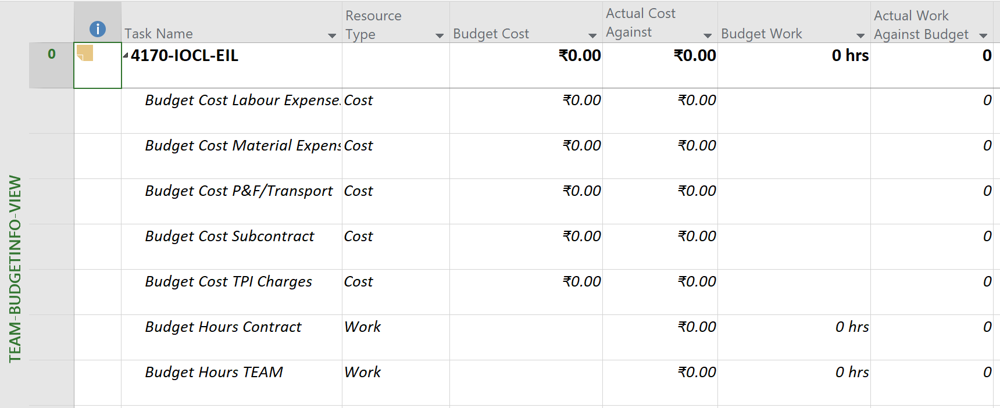 Task Name Resource Type Budget Cost Actual Cost Against Budget Work Actual Work Against Budget
0 4170-IOCL-EIL ₹0.00 ₹0.00 0 hrs 0
Budget Cost Labour Expenses Cost ₹0.00 ₹0.00 0
Budget Cost Material Expens Cost ₹0.00 ₹0.00 0
Budget Cost P&F/Transport Cost ₹0.00 ₹0.00 0
Budget Cost Subcontract Cost ₹0.00 ₹0.00 0
Budget Cost TPI Charges Cost ₹0.00 ₹0.00 0
Budget Hours Contract Work ₹0.00 0 hrs 0
Budget Hours TEAM Work ₹0.00 0 hrs 0
TEAM-BUDGETINFO-VIEW